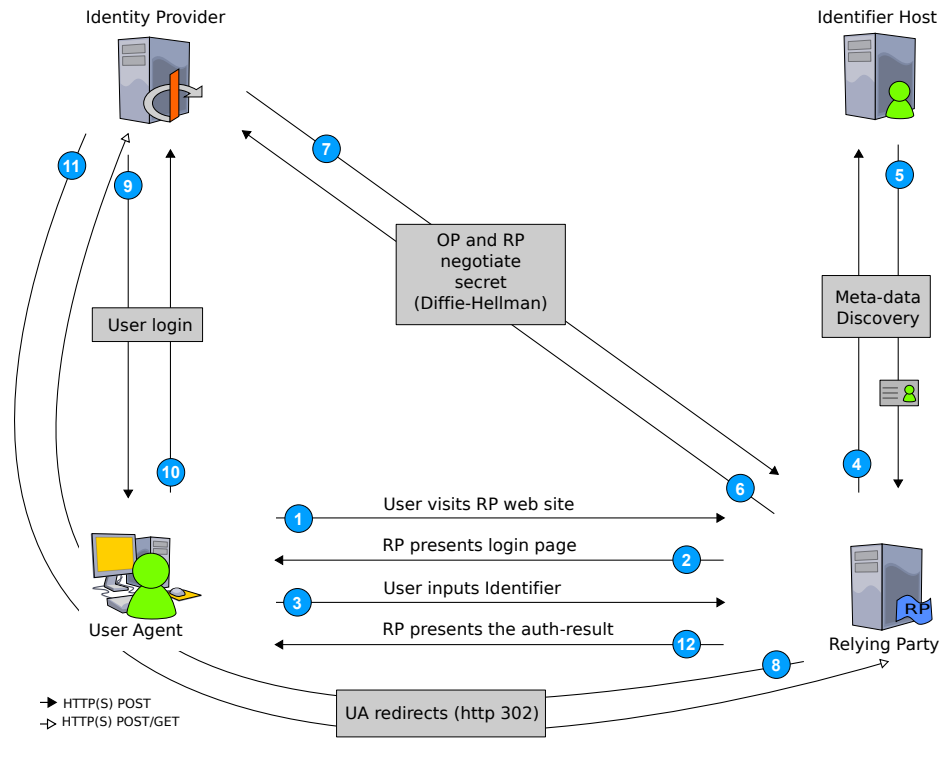 Identity Provider
Identifier Host
11
9
7
5
OP and RP
negotiate
secret
(Diffie-Hellman)
User login
Meta-data
Discovery
10
6
4
1
User visits RP web site
RP presents login page
2
3
User inputs Identifier
RP presents the auth-result
12
RP
User Agent
Relying Party
8
UA redirects (http 302)
HTTP(S) POST
HTTP(S) POST/GET